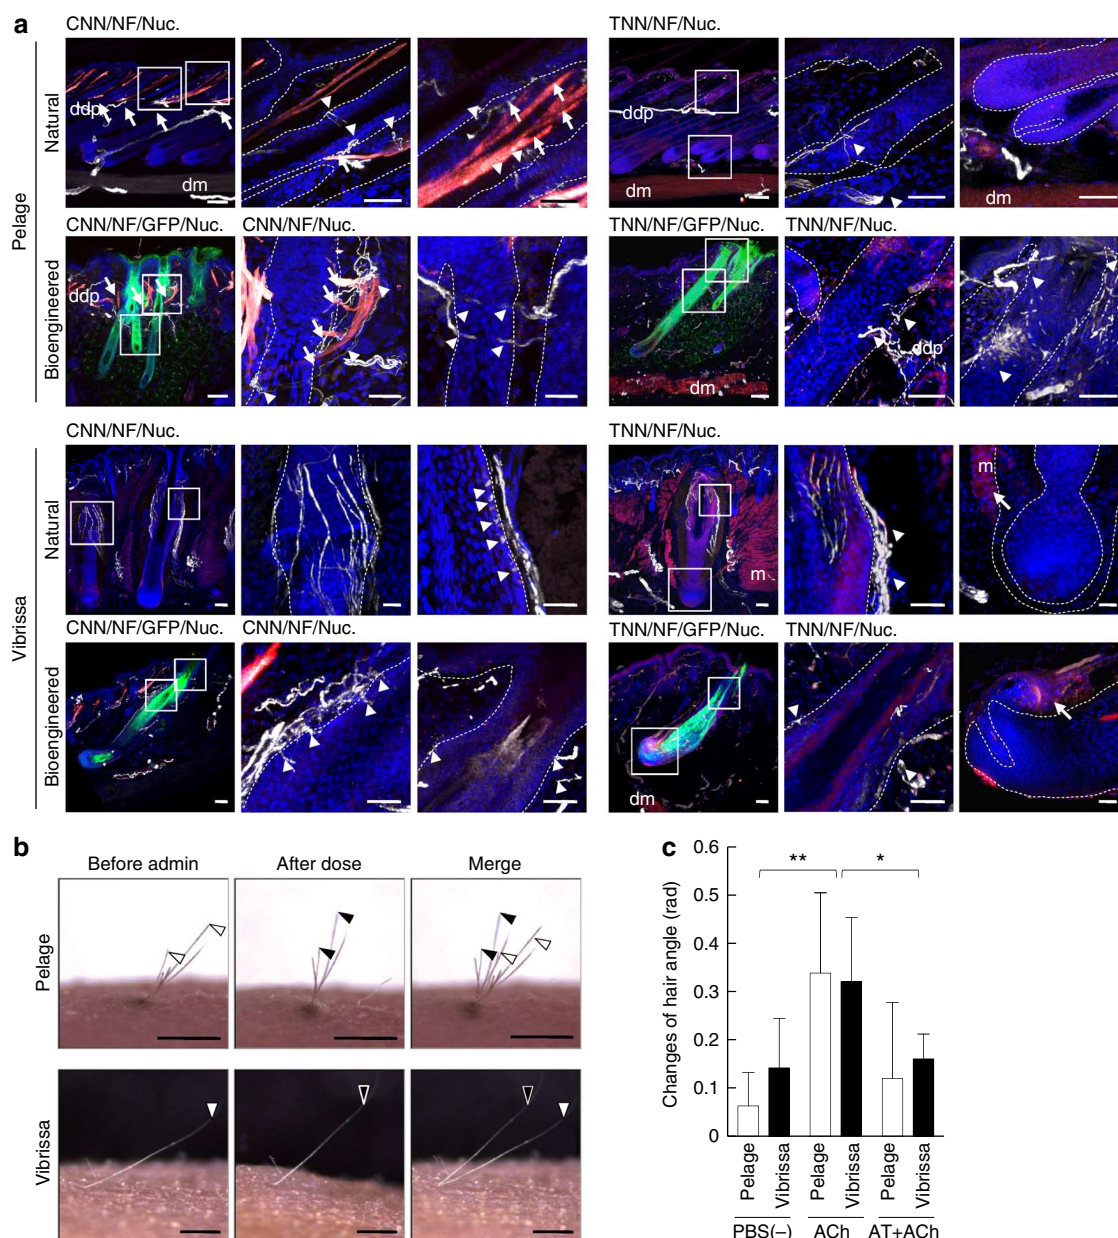 a
CNN/NF/Nuc.
TNN/NF/Nuc.
Pelage
Natural
ddp
dm
ddp
dm
CNN/NF/GFP/Nuc.
CNN/NF/Nuc.
TNN/NF/GFP/Nuc.
TNN/NF/Nuc.
Bioengineered
ddp
dm
ddp
CNN/NF/Nuc.
TNN/NF/Nuc.
Vibrissa
Natural
m
m
CNN/NF/GFP/Nuc.
CNN/NF/Nuc.
TNN/NF/GFP/Nuc.
TNN/NF/Nuc.
Bioengineered
dm
b
Before admin
After dose
Merge
Pelage
Vibrissa
c
Changes of hair angle (rad)
0.6
0.5
0.4
0.3
0.2
0.1
0
**
*
Pelage
Vibrissa
Pelage
Vibrissa
Pelage
Vibrissa
PBS(–)
ACh
AT+ACh